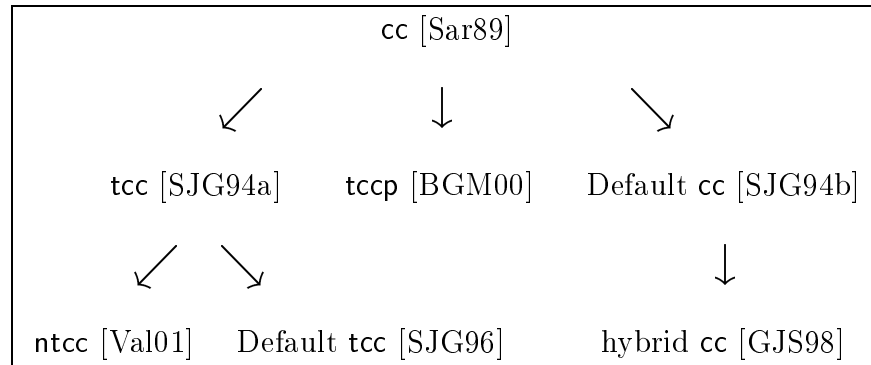 cc [Sar89]
tcc [SJG94a] tccp [BGM00] Default cc [SJG94b]
ntcc [Val01] Default tcc [SJG96] hybrid cc [GJS98]